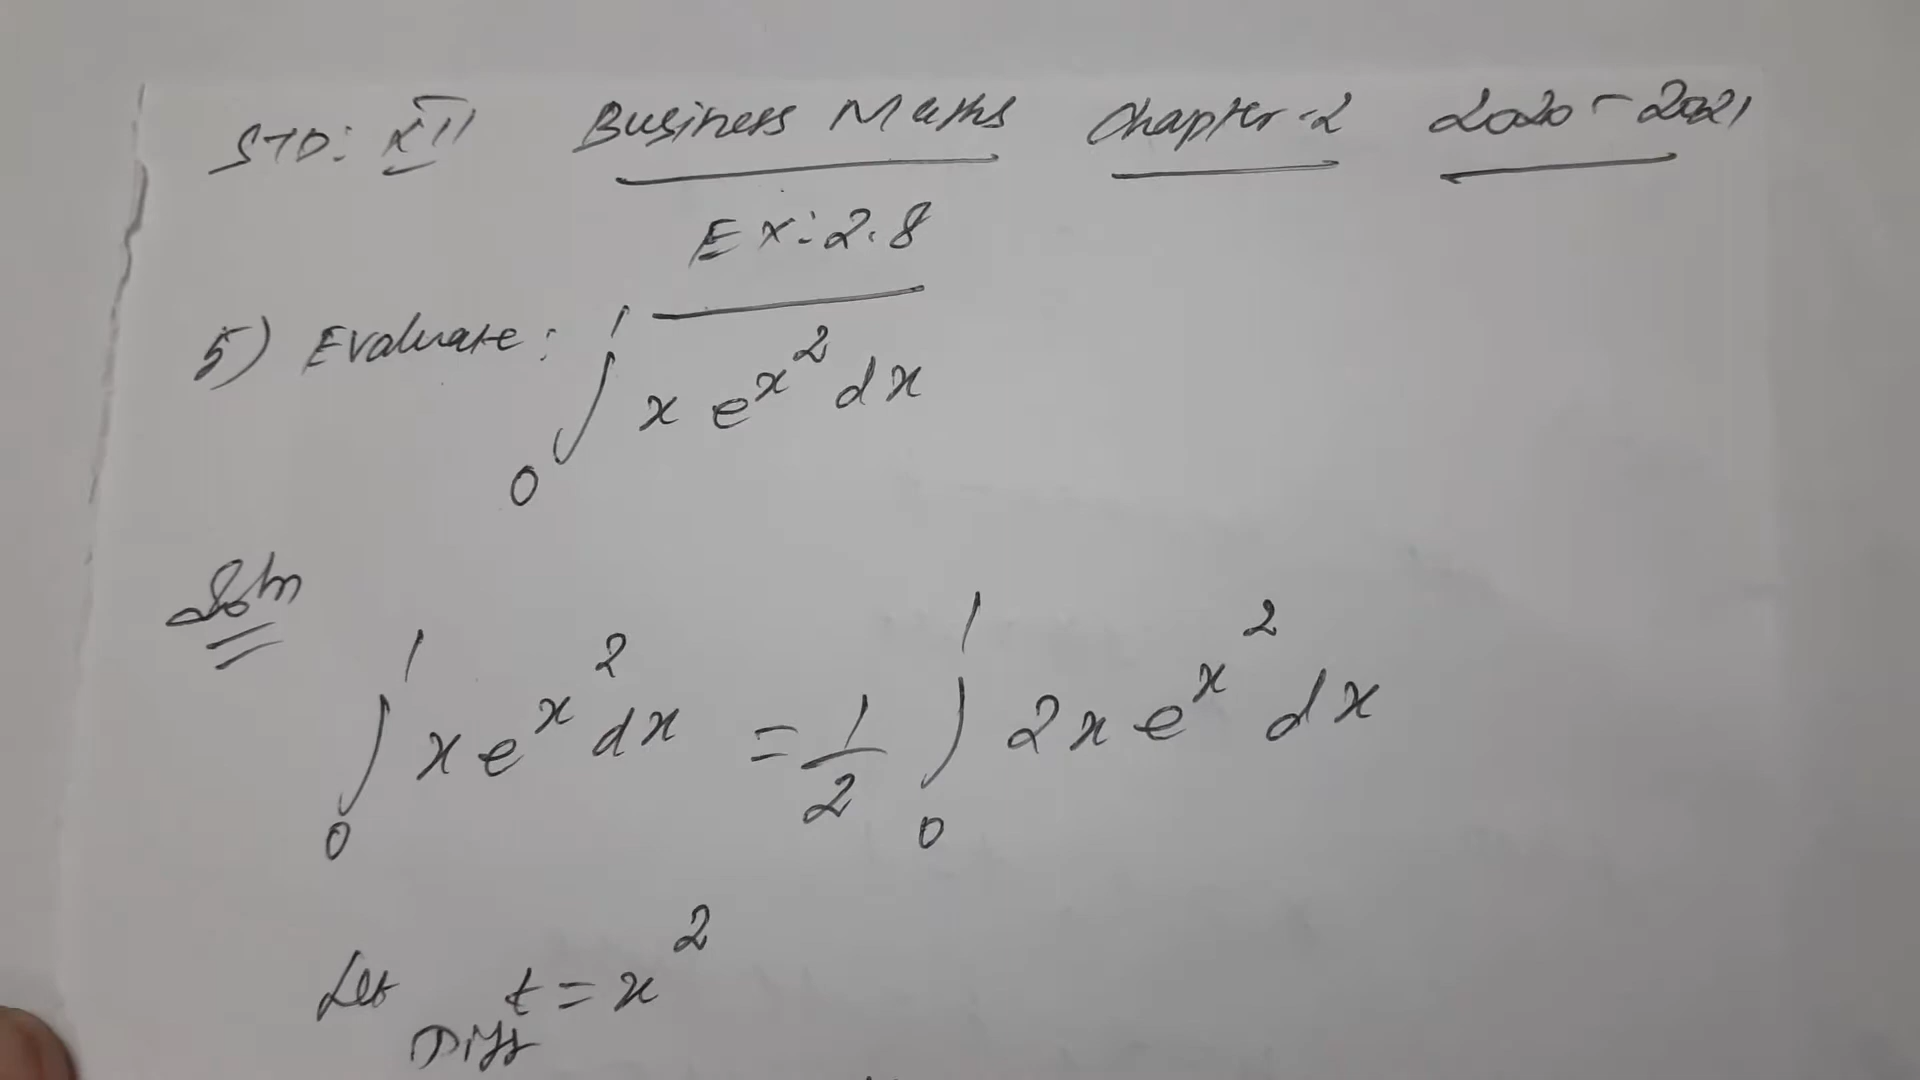 STD: XII Business Maths Chapter-2 2020-2021
Ex:-2.8
5) Evaluate: ∫₀¹ x e^x² dx
Soln
∫₀¹ x e^x² dx = 1/2 ∫₀¹ 2x e^x² dx
Let t = x²
Diff